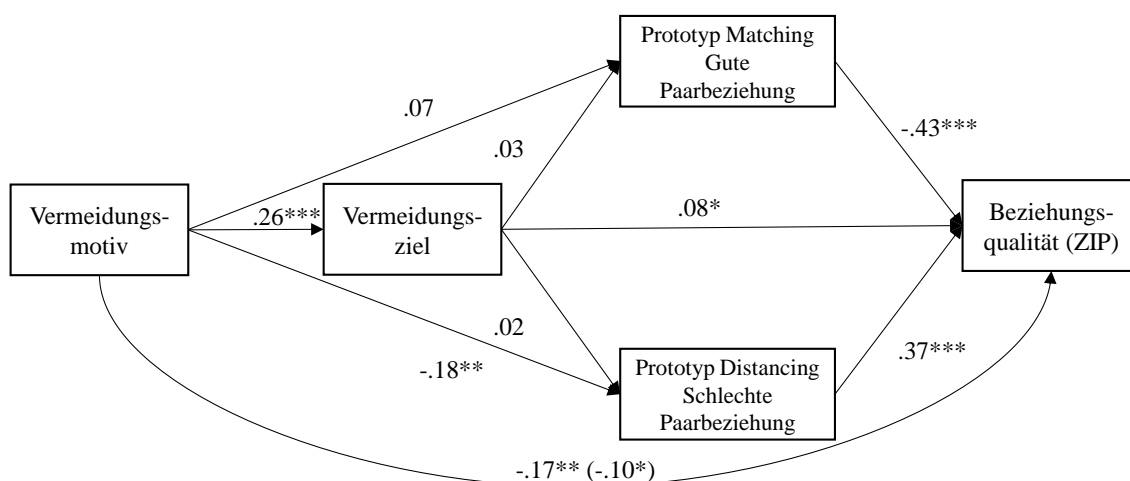 Prototyp Matching
Gute
Paarbeziehung
.07
-.43***
.03
Vermeidungs-
motiv
.26***
Vermeidungs-
ziel
.08*
Beziehungs-
qualität (ZIP)
.02
-.18**
.37***
Prototyp Distancing
Schlechte
Paarbeziehung
-.17** (-.10*)